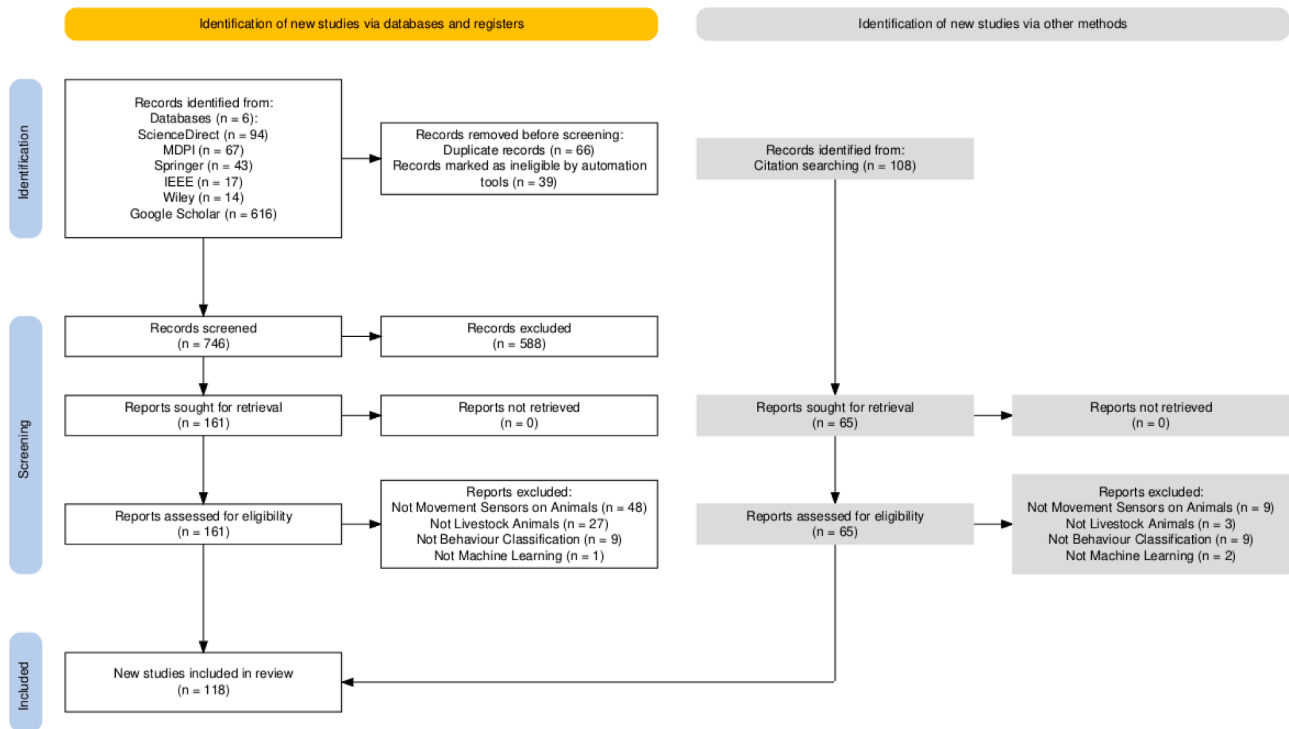 Identification of new studies via databases and registers
Identification of new studies via other methods
Identification
Records identified from:
Databases (n = 6):
ScienceDirect (n = 94)
MDPI (n = 67)
Springer (n = 43)
IEEE (n = 17)
Wiley (n = 14)
Google Scholar (n = 616)
Records removed before screening:
Duplicate records (n = 66)
Records marked as ineligible by automation
tools (n = 39)
Records identified from:
Citation searching (n = 108)
Screening
Records screened
(n = 746)
Records excluded
(n = 588)
Reports sought for retrieval
(n = 161)
Reports not retrieved
(n = 0)
Reports sought for retrieval
(n = 65)
Reports not retrieved
(n = 0)
Reports assessed for eligibility
(n = 161)
Reports excluded:
Not Movement Sensors on Animals (n = 48)
Not Livestock Animals (n = 27)
Not Behaviour Classification (n = 9)
Not Machine Learning (n = 1)
Reports assessed for eligibility
(n = 65)
Reports excluded:
Not Movement Sensors on Animals (n = 9)
Not Livestock Animals (n = 3)
Not Behaviour Classification (n = 9)
Not Machine Learning (n = 2)
Included
New studies included in review
(n = 118)